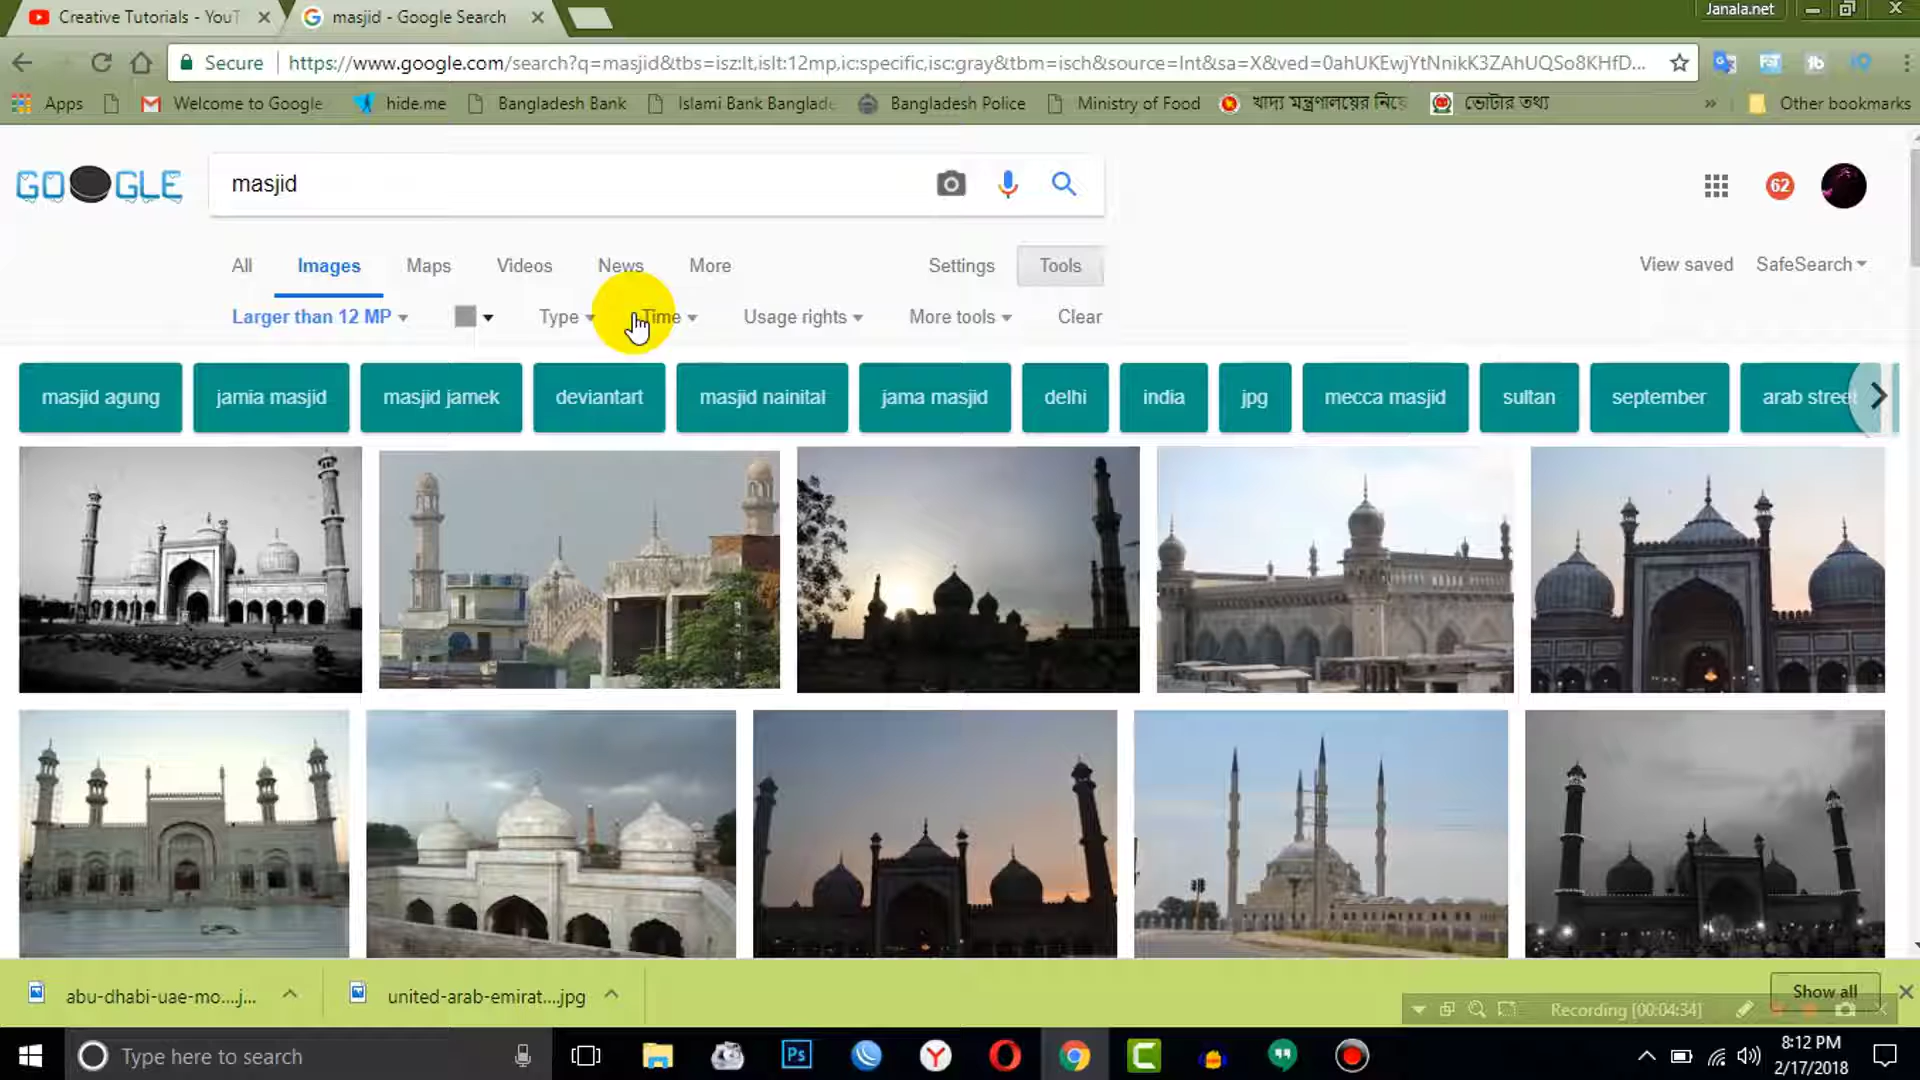 Creative Tutorials - YouT
masjid - Google Search
Janala.net
Secure
https://www.google.com/search?q=masjid&tbs=isz:lt,islt:12mp,ic:specific,isc:gray&tbm=isch&source=lnt&sa=X&ved=0ahUKEwjYtNnikK3ZAhUQSo8KHfD...
Apps
Welcome to Google
hide.me
Bangladesh Bank
Islami Bank Banglade
Bangladesh Police
Ministry of Food
খাদ্য মন্ত্রণালয়ের নিয়ে
ভোটার তথ্য
»
Other bookmarks
GOOGLE
masjid
62
All
Images
Maps
Videos
News
More
Settings
Tools
View saved
SafeSearch
Larger than 12 MP
Type
Time
Usage rights
More tools
Clear
masjid agung
jamia masjid
masjid jamek
deviantart
masjid nainital
jama masjid
delhi
india
jpg
mecca masjid
sultan
september
arab street
abu-dhabi-uae-mo....j...
united-arab-emirat....jpg
Show all
Recording [00:04:34]
Type here to search
Ps
8:12 PM
2/17/2018